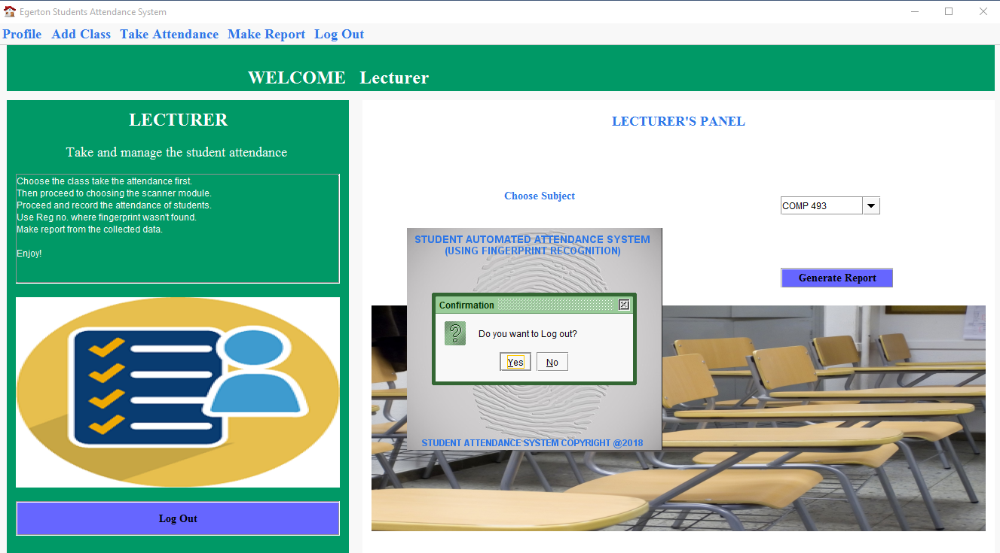 Egerton Students Attendance System
Profile Add Class Take Attendance Make Report Log Out
WELCOME Lecturer
LECTURER
Take and manage the student attendance
Choose the class take the attendance first.
Then proceed to choosing the scanner module.
Proceed and record the attendance of students.
Use Reg no. where fingerprint wasn't found.
Make report from the collected data.
Enjoy!
Log Out
LECTURER'S PANEL
Choose Subject
COMP 493
Generate Report
STUDENT AUTOMATED ATTENDANCE SYSTEM
(USING FINGERPRINT RECOGNITION)
Confirmation
?
Do you want to Log out?
Yes No
STUDENT ATTENDANCE SYSTEM COPYRIGHT @2018